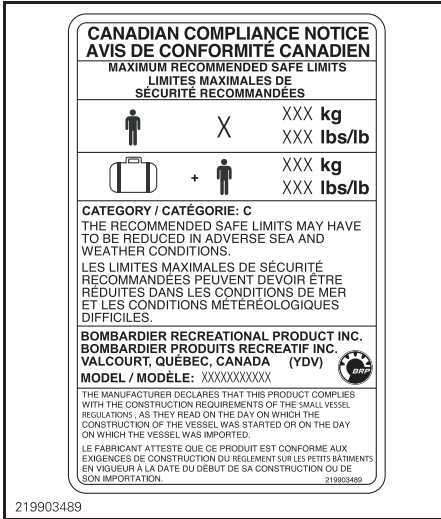 CANADIAN COMPLIANCE NOTICE
AVIS DE CONFORMITÉ CANADIEN
MAXIMUM RECOMMENDED SAFE LIMITS
LIMITES MAXIMALES DE
SÉCURITÉ RECOMMANDÉES
X
XXX kg
XXX lbs/lb
+
XXX kg
XXX lbs/lb
CATEGORY / CATÉGORIE: C
THE RECOMMENDED SAFE LIMITS MAY HAVE
TO BE REDUCED IN ADVERSE SEA AND
WEATHER CONDITIONS.
LES LIMITES MAXIMALES DE SÉCURITÉ
RECOMMANDÉES PEUVENT DEVOIR ÊTRE
RÉDUITES DANS LES CONDITIONS DE MER
ET LES CONDITIONS MÉTÉREOLOGIQUES
DIFFICILES.
BOMBARDIER RECREATIONAL PRODUCT INC.
BOMBARDIER PRODUITS RECREATIF INC.
VALCOURT, QUÉBEC, CANADA (YDV)
BRP
MODEL / MODÈLE: XXXXXXXXXXX
THE MANUFACTURER DECLARES THAT THIS PRODUCT COMPLIES
WITH THE CONSTRUCTION REQUIREMENTS OF THE SMALL VESSEL
REGULATIONS , AS THEY READ ON THE DAY ON WHICH THE
CONSTRUCTION OF THE VESSEL WAS STARTED OR ON THE DAY
ON WHICH THE VESSEL WAS IMPORTED.
LE FABRICANT ATTESTE QUE CE PRODUIT EST CONFORME AUX
EXIGENCES DE CONSTRUCTION DU RÈGLEMENT SUR LES PETITS BÂTIMENTS
EN VIGUEUR À LA DATE DU DÉBUT DE SA CONSTRUCTION OU DE
SON IMPORTATION. 219903489
219903489